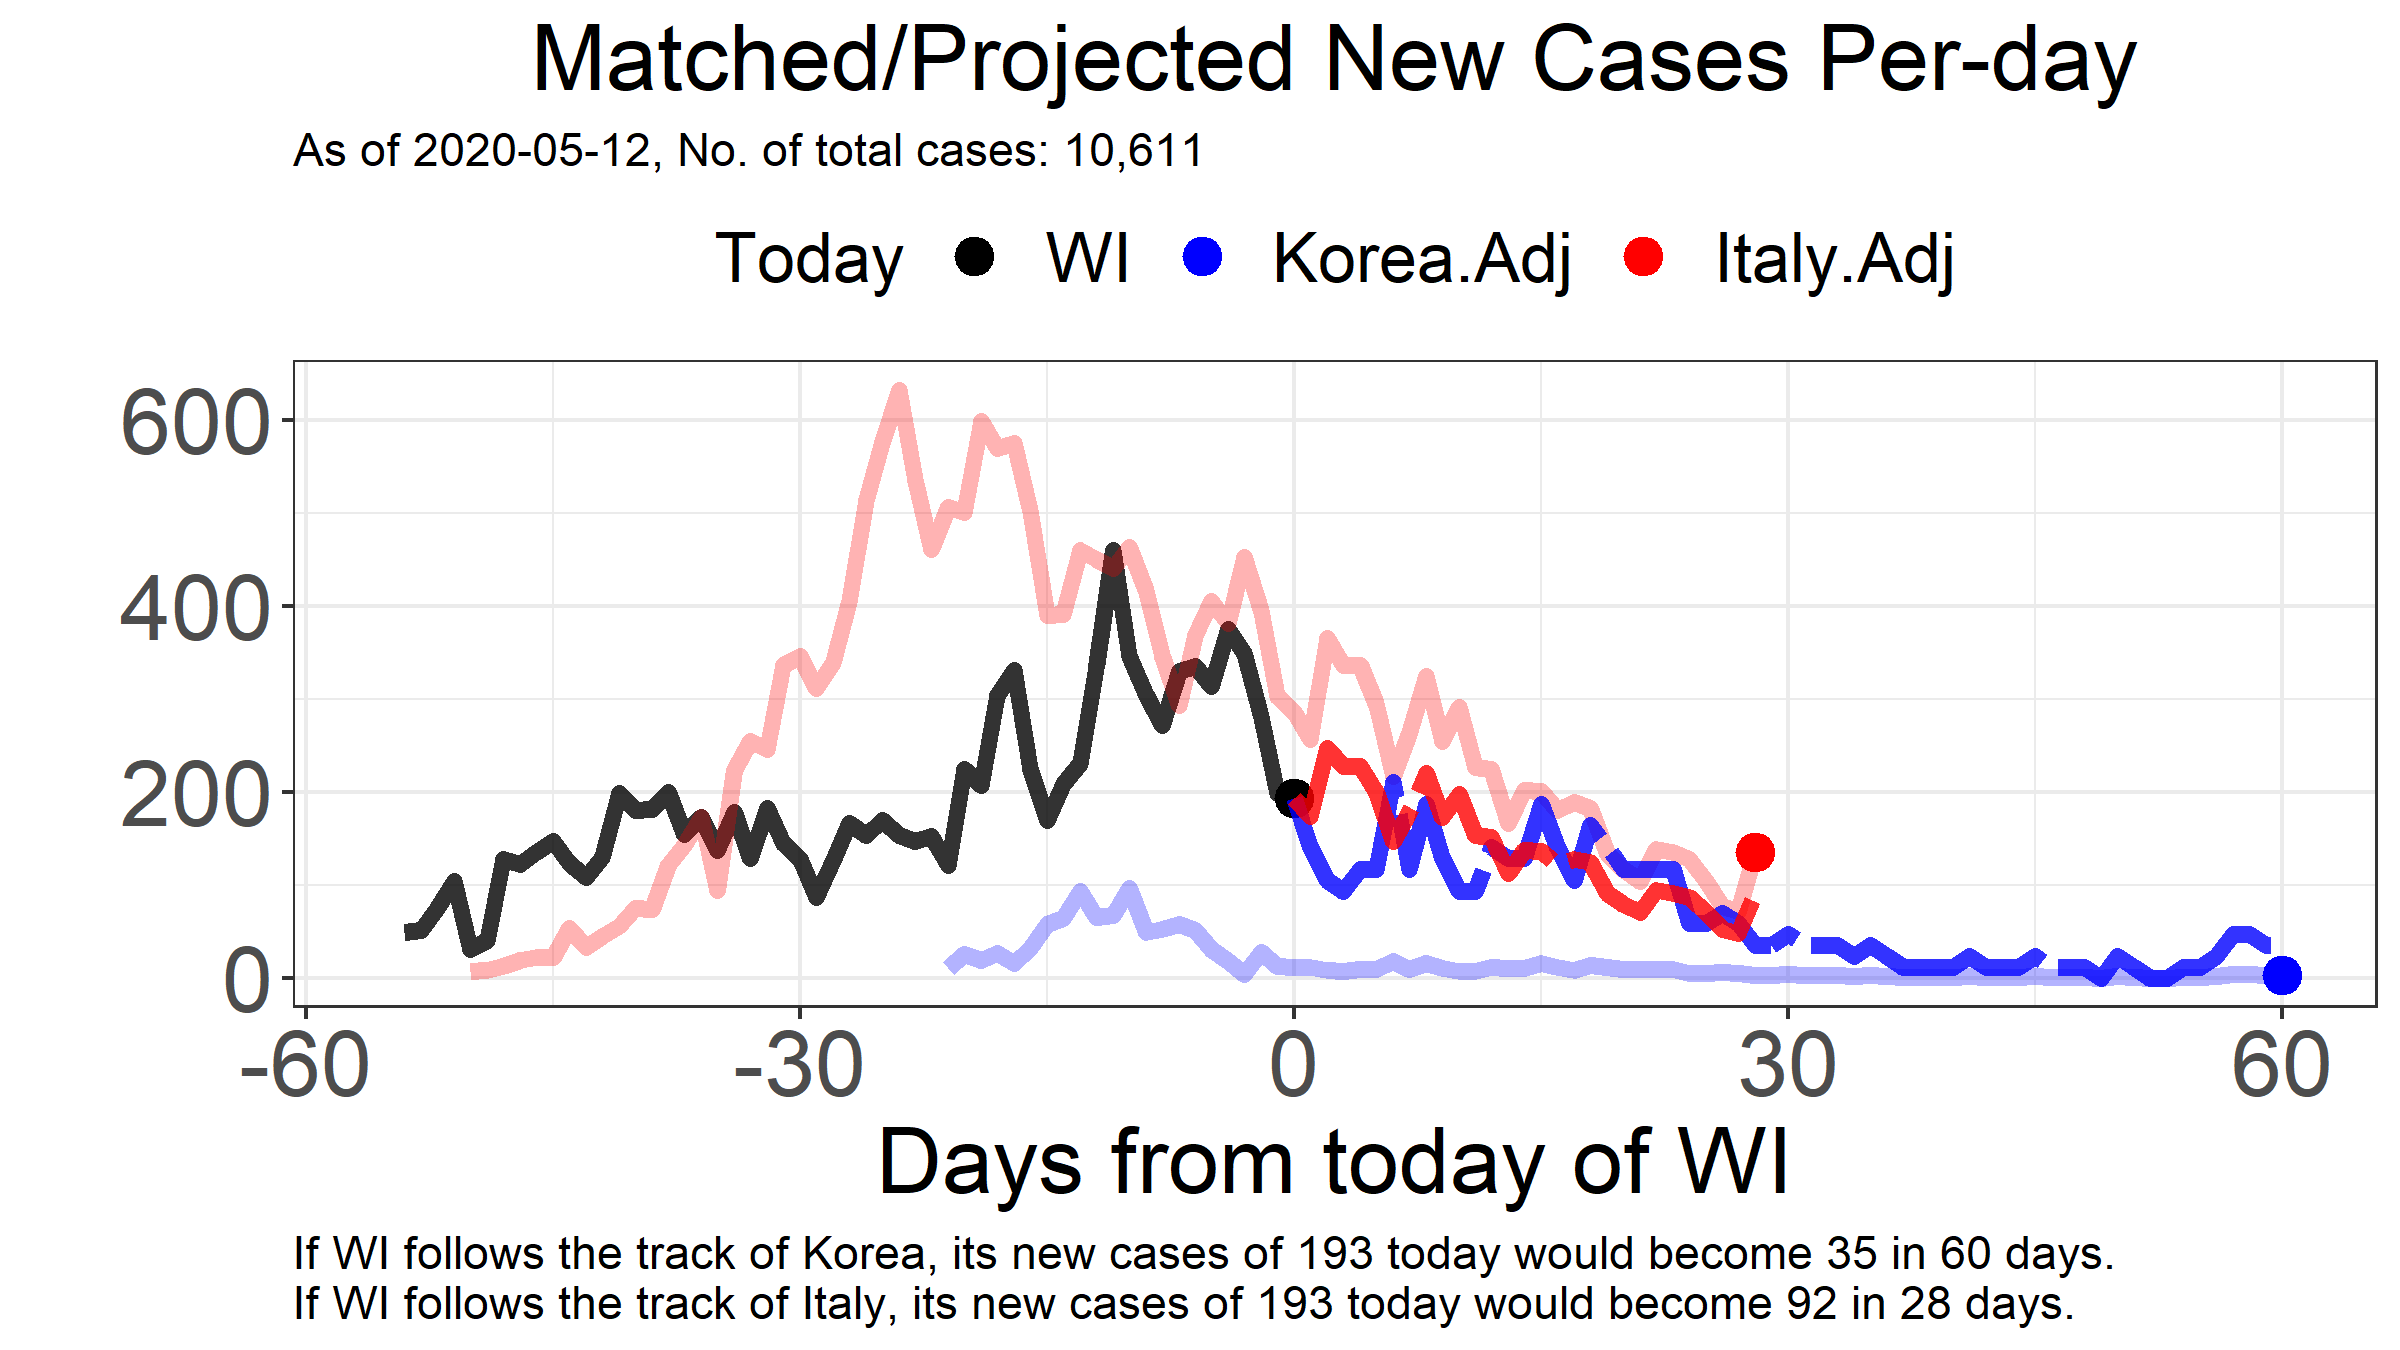 Matched/Projected New Cases Per-day
As of 2020-05-12, No. of total cases: 10,611
Today WI Korea.Adj Italy.Adj
600
400
200
0
-60 -30 0 30 60
Days from today of WI
If WI follows the track of Korea, its new cases of 193 today would become 35 in 60 days.
If WI follows the track of Italy, its new cases of 193 today would become 92 in 28 days.